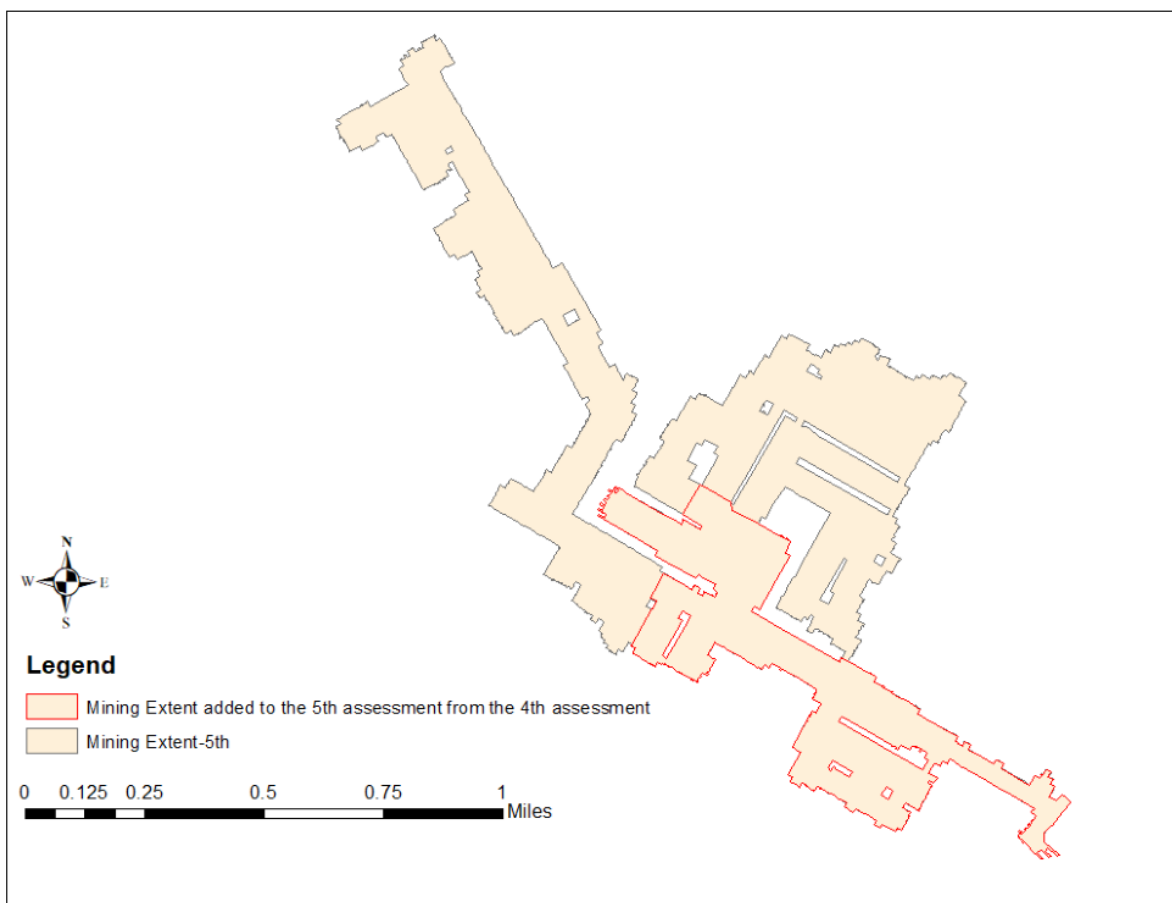 N
W E
S
Legend
Mining Extent added to the 5th assessment from the 4th assessment
Mining Extent-5th
0 0.125 0.25 0.5 0.75 1
Miles